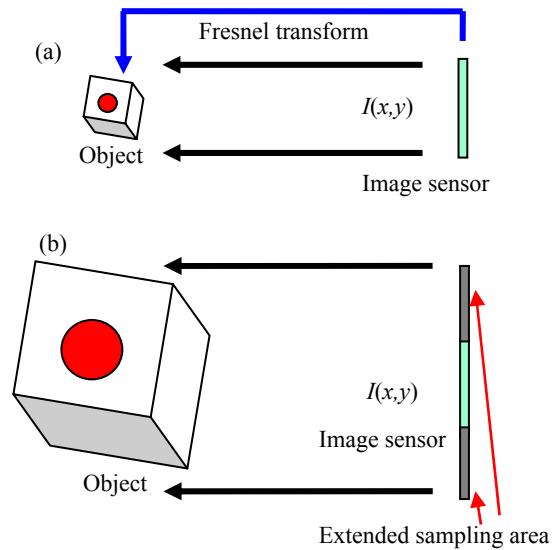 Fresnel transform
(a)
I(x,y)
Object
Image sensor
(b)
I(x,y)
Image sensor
Object
Extended sampling area